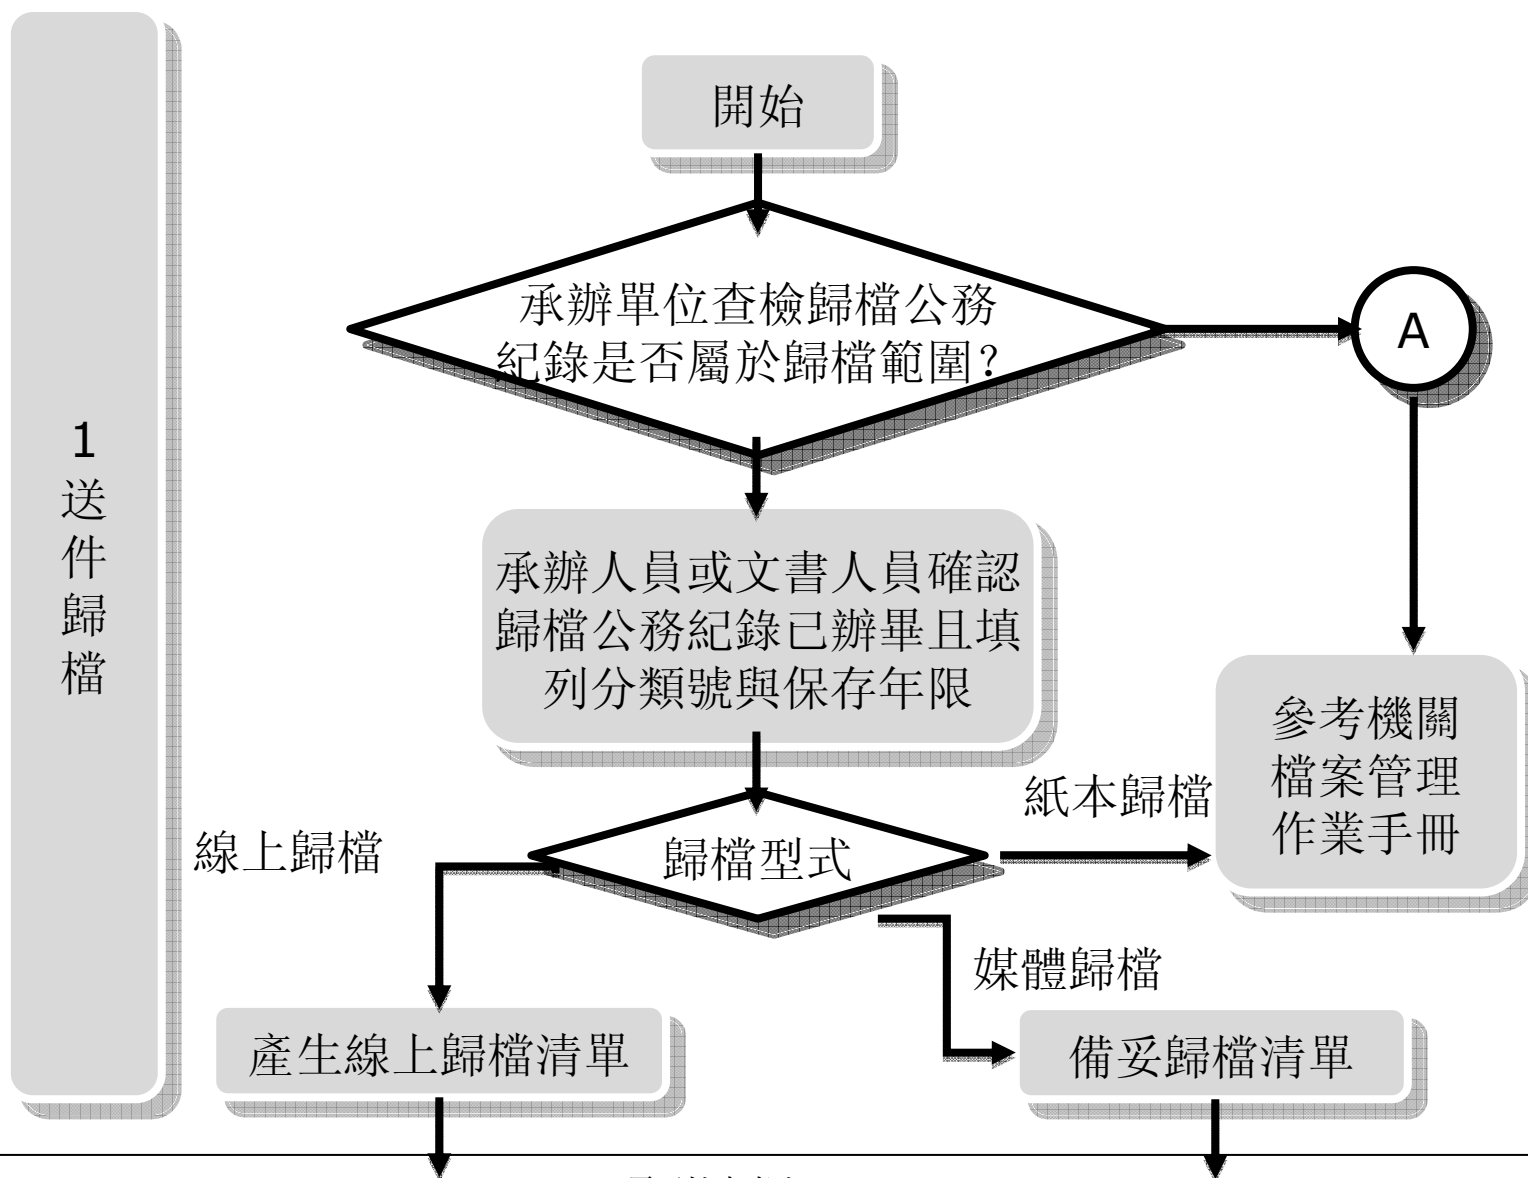 1
送
件
歸
檔
開始
承辦單位查檢歸檔公務
紀錄是否屬於歸檔範圍?
A
承辦人員或文書人員確認
歸檔公務紀錄已辦畢且填
列分類號與保存年限
參考機關
檔案管理
作業手冊
紙本歸檔
線上歸檔
歸檔型式
媒體歸檔
產生線上歸檔清單
備妥歸檔清單